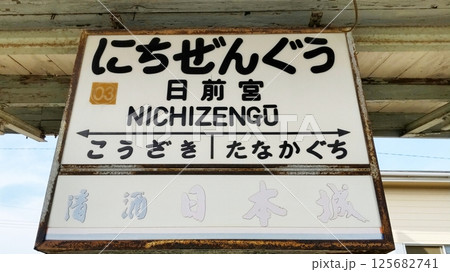 にちぜんぐう
03
日前宮
NICHIZENGŪ
こうざき たなかぐち
清酒日本城
125682741